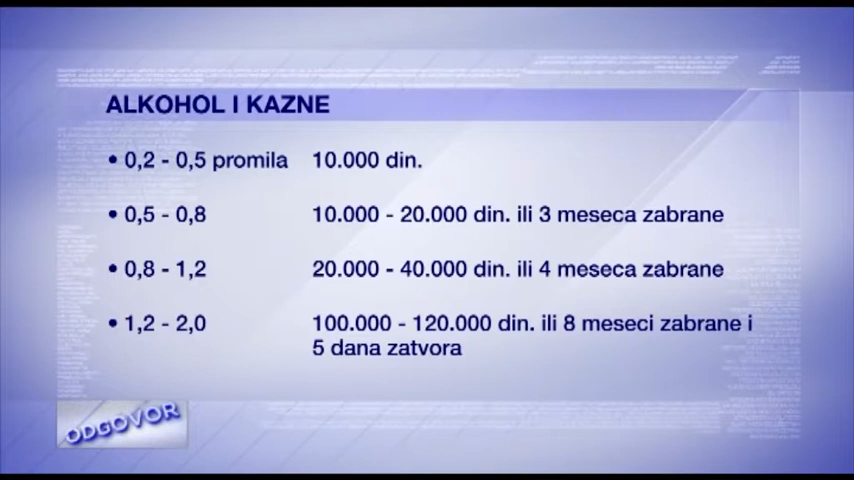 ALKOHOL I KAZNE
• 0,2 - 0,5 promila 10.000 din.
• 0,5 - 0,8 10.000 - 20.000 din. ili 3 meseca zabrane
• 0,8 - 1,2 20.000 - 40.000 din. ili 4 meseca zabrane
• 1,2 - 2,0 100.000 - 120.000 din. ili 8 meseci zabrane i
5 dana zatvora
ODGOVOR